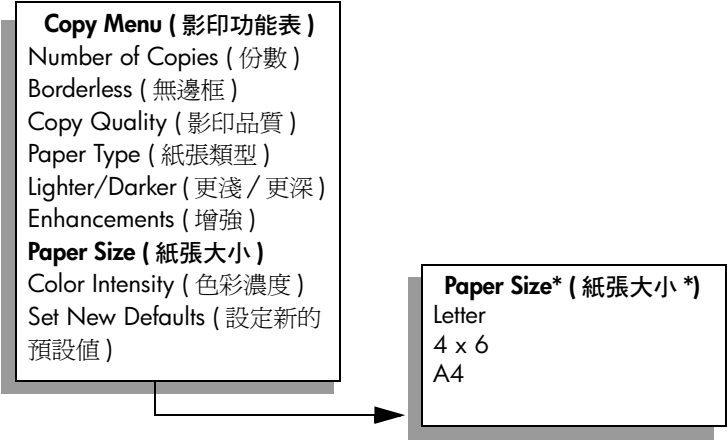 Copy Menu ( 影印功能表 )
Number of Copies ( 份數 )
Borderless ( 無邊框 )
Copy Quality ( 影印品質 )
Paper Type ( 紙張類型 )
Lighter/Darker ( 更淺 / 更深 )
Enhancements ( 增強 )
Paper Size ( 紙張大小 )
Color Intensity ( 色彩濃度 )
Set New Defaults ( 設定新的
預設值 )
Paper Size* ( 紙張大小 *)
Letter
4 x 6
A4